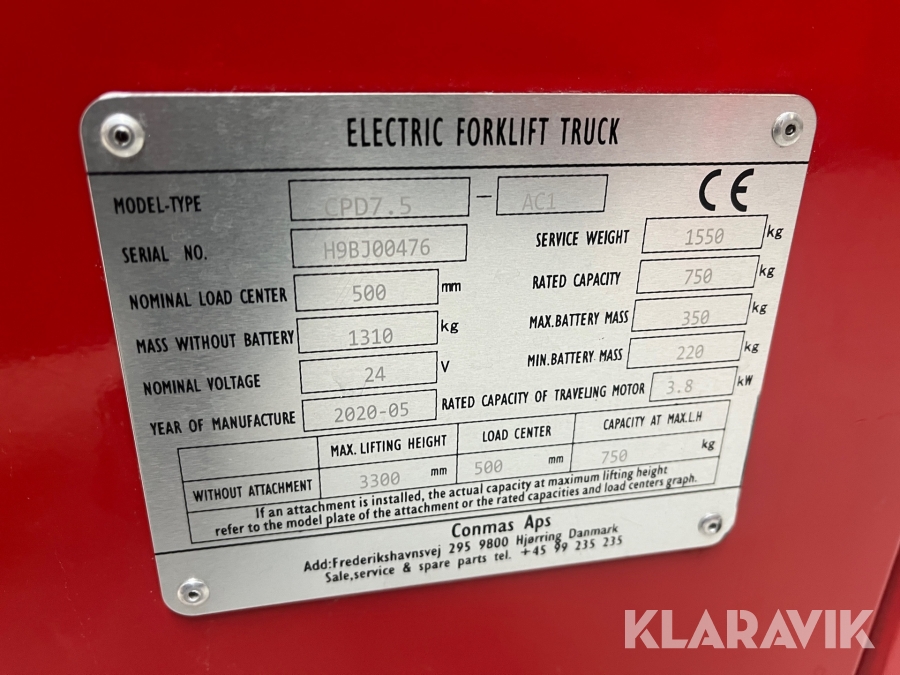 ELECTRIC FORKLIFT TRUCK
MODEL-TYPE CPD7.5 - AC1 CE
SERIAL NO. H9BJ00476 SERVICE WEIGHT 1550 kg
NOMINAL LOAD CENTER 500 mm RATED CAPACITY 750 kg
MASS WITHOUT BATTERY 1310 kg MAX.BATTERY MASS 350 kg
NOMINAL VOLTAGE 24 V MIN.BATTERY MASS 220 kg
YEAR OF MANUFACTURE 2020-05 RATED CAPACITY OF TRAVELING MOTOR 3.8 kW
MAX. LIFTING HEIGHT LOAD CENTER CAPACITY AT MAX.L.H
WITHOUT ATTACHMENT 3300 mm 500 mm 750 kg
If an attachment is installed, the actual capacity at maximum lifting height
refer to the model plate of the attachment or the rated capacities and load centers graph.
Conmas Aps
Add:Frederikshavnsvej 295 9800 Hjørring Danmark
Sale,service & spare parts tel. +45 99 235 235
KLARAVIK